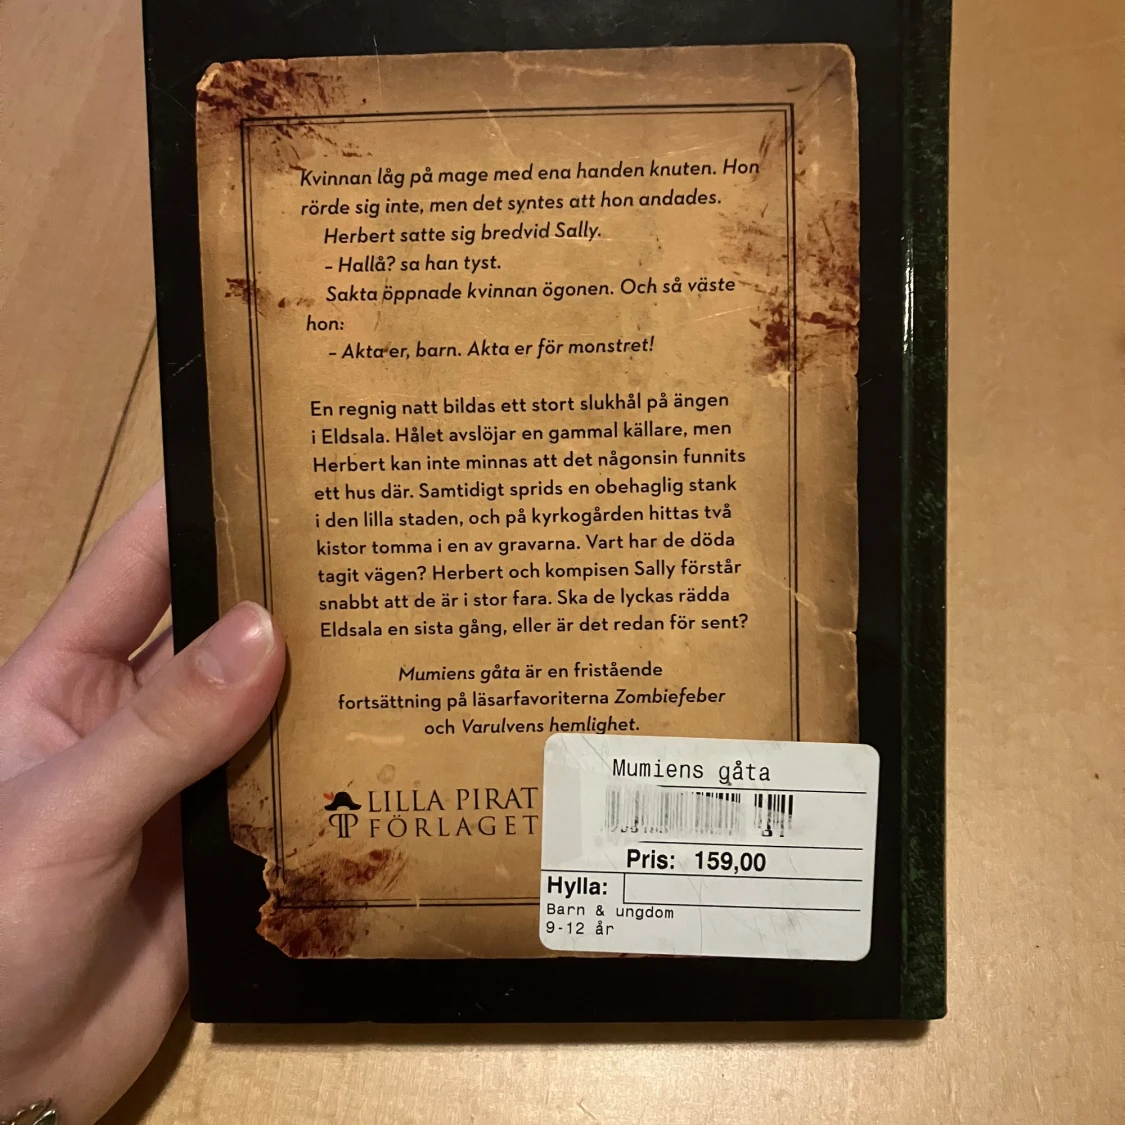 Kvinnan låg på mage med ena handen knuten. Hon
rörde sig inte, men det syntes att hon andades.
Herbert satte sig bredvid Sally.
– Hallå? sa han tyst.
Sakta öppnade kvinnan ögonen. Och så väste
hon:
– Akta er, barn. Akta er för monstret!
En regnig natt bildas ett stort slukhål på ängen
i Eldsala. Hålet avslöjar en gammal källare, men
Herbert kan inte minnas att det någonsin funnits
ett hus där. Samtidigt sprids en obehaglig stank
i den lilla staden, och på kyrkogården hittas två
kistor tomma i en av gravarna. Vart har de döda
tagit vägen? Herbert och kompisen Sally förstår
snabbt att de är i stor fara. Ska de lyckas rädda
Eldsala en sista gång, eller är det redan för sent?
Mumiens gåta är en fristående
fortsättning på läsarfavoriterna Zombiefeber
och Varulvens hemlighet.
LILLA PIRAT
FÖRLAGET
Mumiens gåta
Pris: 159,00
Hylla:
Barn & ungdom
9-12 år